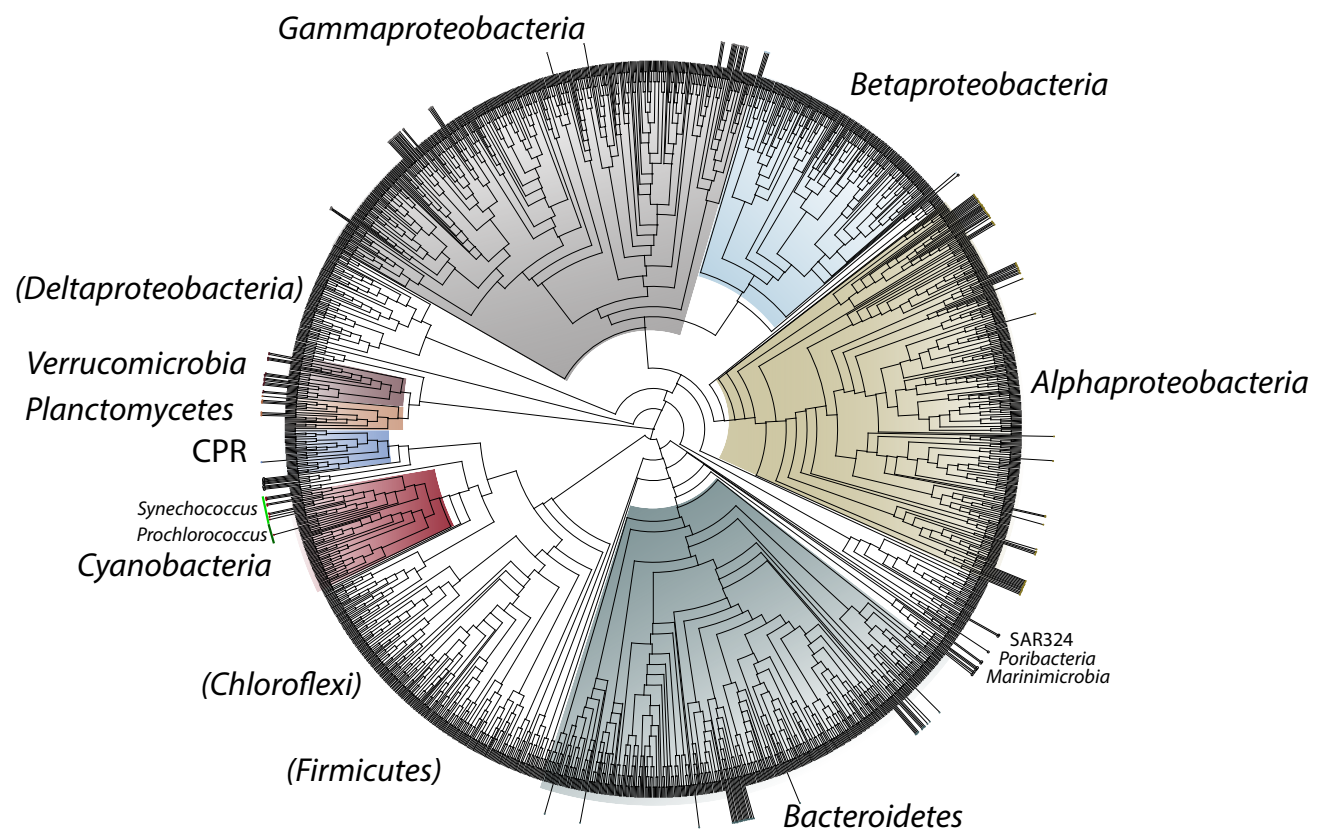 Gammaproteobacteria
Betaproteobacteria
(Deltaproteobacteria)
Verrucomicrobia
Alphaproteobacteria
Planctomycetes
CPR
Synechococcus
Prochlorococcus
Cyanobacteria
SAR324
Poribacteria
Marinimicrobia
(Chloroflexi)
(Firmicutes)
Bacteroidetes